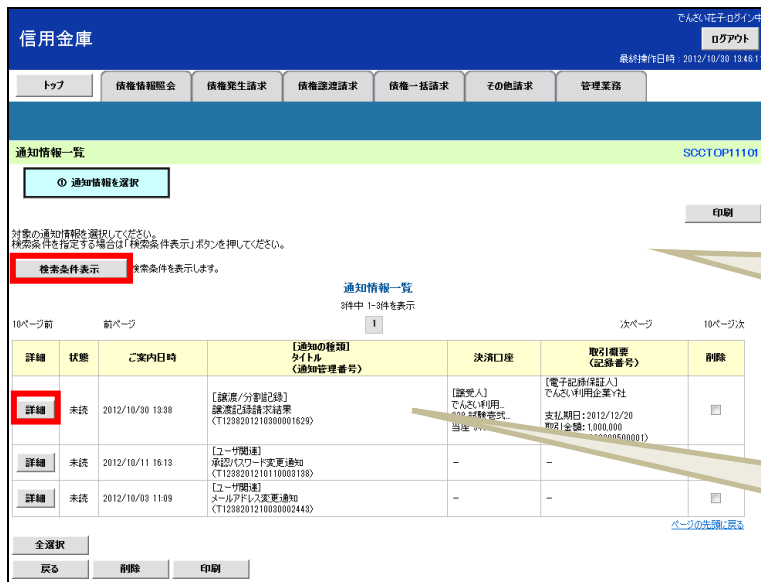 でんさい花子:ログイン中
信用金庫
ログアウト
最終操作日時：2012/10/30 13:46:1
トップ 債権情報照会 債権発生請求 債権譲渡請求 債権一括請求 その他請求 管理業務
通知情報一覧 SCCTOP11101
① 通知情報を選択
印刷
対象の通知情報を選択してください。
検索条件を指定する場合は「検索条件表示」ボタンを押してください。
検索条件表示 検索条件を表示します。
通知情報一覧
3件中 1-3件を表示
10ページ前 前ページ 1 次ページ 10ページ次
詳細 状態 ご案内日時 [通知の種類] タイトル (通知管理番号) 決済口座 取引概要 (記録番号) 削除
詳細 未読 2012/10/30 13:38
[譲渡/分割記録]
譲渡記録請求結果
(T1238201210300001629)
[譲受人]
でんさい利用…
試験壱弐…
当座
[電子記録保証人]
でんさい利用企業Y社
支払期日：2012/12/20
取引金額：1,000,000
詳細 未読 2012/10/11 16:13
[ユーザ関連]
承認パスワード変更通知
(T1238201210110003138)
－ －
詳細 未読 2012/10/03 11:09
[ユーザ関連]
メールアドレス変更通知
(T1238201210030002443)
－ －
ページの先頭に戻る
全選択
戻る 削除 印刷